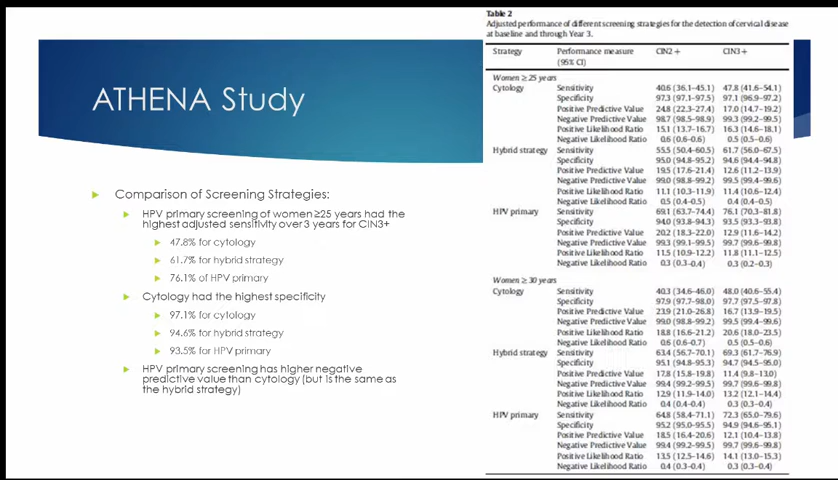 ATHENA Study
Comparison of Screening Strategies:
HPV primary screening of women ≥25 years had the
highest adjusted sensitivity over 3 years for CIN3+
47.8% for cytology
61.7% for hybrid strategy
76.1% of HPV primary
Cytology had the highest specificity
97.1% for cytology
94.6% for hybrid strategy
93.5% for HPV primary
HPV primary screening has higher negative
predictive value than cytology (but is the same as
the hybrid strategy)
Table 2
Adjusted performance of different screening strategies for the detection of cervical disease
at baseline and through Year 3.
Strategy Performance measure CIN2+ CIN3+
(95% CI)
Women ≥25 years
Cytology Sensitivity 40.6 (36.1–45.1) 47.8 (41.6–54.1)
Specificity 97.3 (97.1–97.5) 97.1 (96.9–97.2)
Positive Predictive Value 24.8 (22.3–27.4) 17.0 (14.7–19.2)
Negative Predictive Value 98.7 (98.5–98.9) 99.3 (99.2–99.5)
Positive Likelihood Ratio 15.1 (13.7–16.7) 16.3 (14.6–18.1)
Negative Likelihood Ratio 0.6 (0.6–0.6) 0.5 (0.5–0.6)
Hybrid strategy Sensitivity 55.5 (50.4–60.5) 61.7 (56.0–67.5)
Specificity 95.0 (94.8–95.2) 94.6 (94.4–94.8)
Positive Predictive Value 19.5 (17.6–21.4) 12.6 (11.2–13.9)
Negative Predictive Value 99.0 (98.8–99.2) 99.5 (99.4–99.6)
Positive Likelihood Ratio 11.1 (10.3–11.9) 11.4 (10.6–12.4)
Negative Likelihood Ratio 0.5 (0.4–0.5) 0.4 (0.4–0.5)
HPV primary Sensitivity 69.1 (63.7–74.4) 76.1 (70.3–81.8)
Specificity 94.0 (93.8–94.3) 93.5 (93.3–93.8)
Positive Predictive Value 20.2 (18.3–22.0) 12.9 (11.6–14.2)
Negative Predictive Value 99.3 (99.1–99.5) 99.7 (99.6–99.8)
Positive Likelihood Ratio 11.5 (10.9–12.2) 11.8 (11.1–12.5)
Negative Likelihood Ratio 0.3 (0.3–0.4) 0.3 (0.2–0.3)
Women ≥ 30 years
Cytology Sensitivity 40.3 (34.6–46.0) 48.0 (40.6–55.4)
Specificity 97.9 (97.7–98.0) 97.7 (97.5–97.8)
Positive Predictive Value 23.9 (21.0–26.8) 16.7 (13.9–19.5)
Negative Predictive Value 99.0 (98.8–99.2) 99.5 (99.4–99.6)
Positive Likelihood Ratio 18.8 (16.6–21.2) 20.6 (18.0–23.5)
Negative Likelihood Ratio 0.6 (0.6–0.7) 0.5 (0.5–0.6)
Hybrid strategy Sensitivity 63.4 (56.7–70.1) 69.3 (61.7–76.9)
Specificity 95.1 (94.8–95.3) 94.7 (94.5–95.0)
Positive Predictive Value 17.8 (15.8–19.8) 11.4 (9.8–13.0)
Negative Predictive Value 99.4 (99.2–99.5) 99.7 (99.6–99.8)
Positive Likelihood Ratio 12.9 (11.9–14.0) 13.2 (12.1–14.4)
Negative Likelihood Ratio 0.4 (0.4–0.4) 0.3 (0.3–0.4)
HPV primary Sensitivity 64.8 (58.4–71.1) 72.3 (65.0–79.6)
Specificity 95.2 (95.0–95.5) 94.9 (94.6–95.1)
Positive Predictive Value 18.5 (16.4–20.6) 12.1 (10.4–13.8)
Negative Predictive Value 99.4 (99.2–99.5) 99.7 (99.6–99.8)
Positive Likelihood Ratio 13.5 (12.5–14.6) 14.1 (13.0–15.3)
Negative Likelihood Ratio 0.4 (0.3–0.4) 0.3 (0.3–0.4)